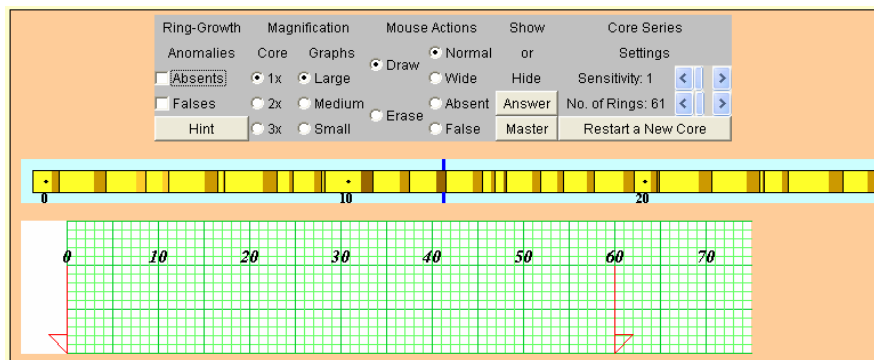 Ring-Growth Magnification Mouse Actions Show Core Series
Anomalies Core Graphs Normal or Settings
Draw
Absents 1x Large Wide Hide Sensitivity: 1
Falses 2x Medium Absent Answer No. of Rings: 61
Erase
Hint 3x Small False Master Restart a New Core
0 10 20
0 10 20 30 40 50 60 70